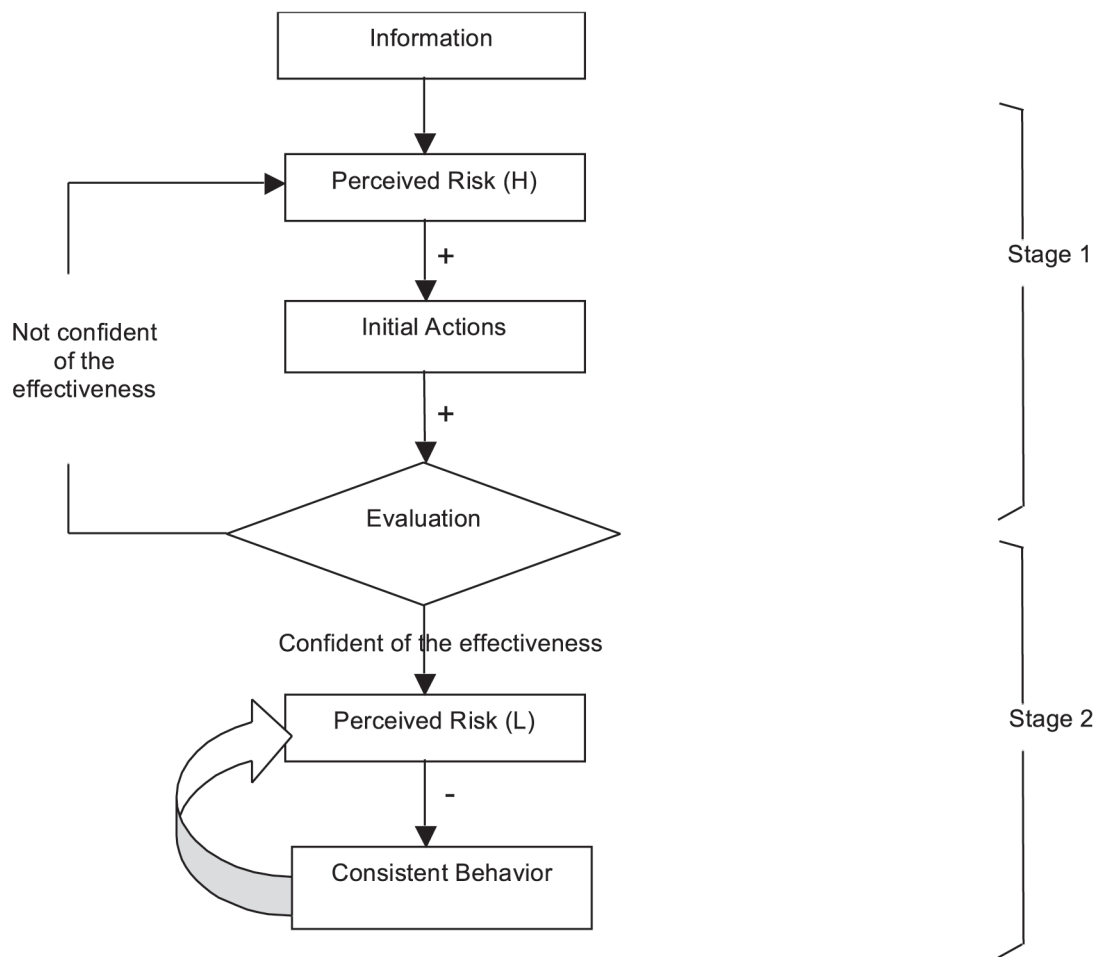 Information
Perceived Risk (H)
+
Stage 1
Initial Actions
Not confident
of the
effectiveness
+
Evaluation
Confident of the effectiveness
Perceived Risk (L)
Stage 2
-
Consistent Behavior